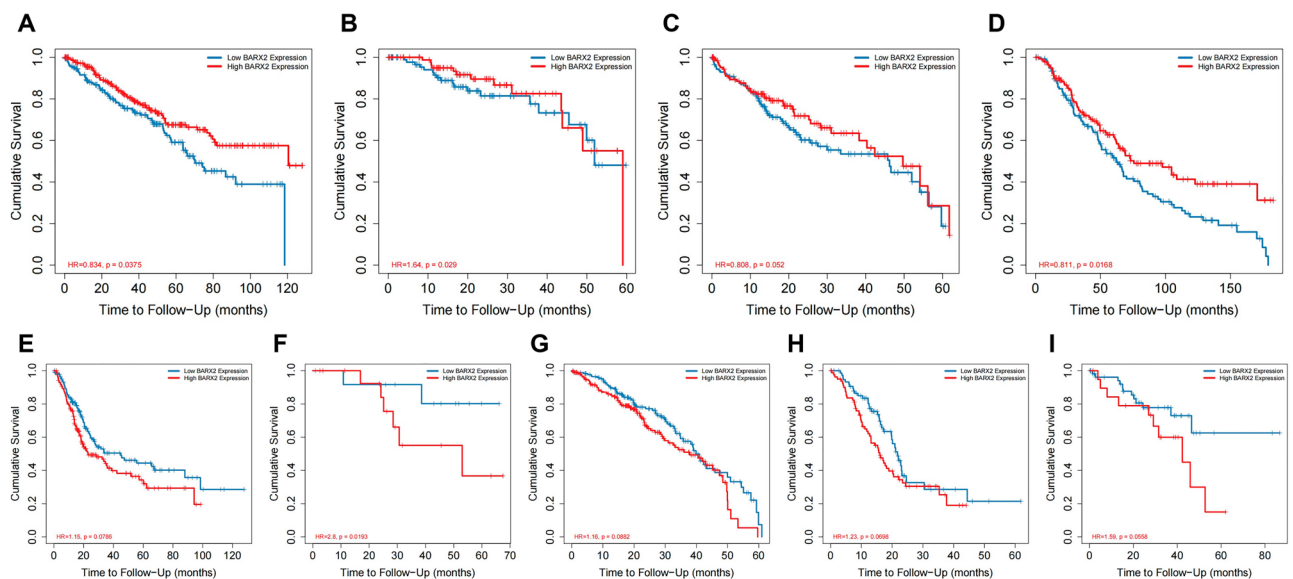 A
Low BARX2 Expression
High BARX2 Expression
Cumulative Survival
0.0 0.2 0.4 0.6 0.8 1.0
HR=0.834, p = 0.0375
0 20 40 60 80 100 120
Time to Follow-Up (months)
B
Low BARX2 Expression
High BARX2 Expression
Cumulative Survival
0.0 0.2 0.4 0.6 0.8 1.0
HR=1.64, p = 0.029
0 10 20 30 40 50 60
Time to Follow-Up (months)
C
Low BARX2 Expression
High BARX2 Expression
Cumulative Survival
0.0 0.2 0.4 0.6 0.8 1.0
HR=0.808, p = 0.052
0 10 20 30 40 50 60
Time to Follow-Up (months)
D
Low BARX2 Expression
High BARX2 Expression
Cumulative Survival
0.0 0.2 0.4 0.6 0.8 1.0
HR=0.811, p = 0.0168
0 50 100 150
Time to Follow-Up (months)
E
Low BARX2 Expression
High BARX2 Expression
Cumulative Survival
0.0 0.2 0.4 0.6 0.8 1.0
HR=1.15, p = 0.0786
0 20 40 60 80 100 120
Time to Follow-Up (months)
F
Low BARX2 Expression
High BARX2 Expression
Cumulative Survival
0.0 0.2 0.4 0.6 0.8 1.0
HR=2.8, p = 0.0193
0 10 20 30 40 50 60 70
Time to Follow-Up (months)
G
Low BARX2 Expression
High BARX2 Expression
Cumulative Survival
0.0 0.2 0.4 0.6 0.8 1.0
HR=1.16, p = 0.0882
0 10 20 30 40 50 60
Time to Follow-Up (months)
H
Low BARX2 Expression
High BARX2 Expression
Cumulative Survival
0.0 0.2 0.4 0.6 0.8 1.0
HR=1.23, p = 0.0698
0 10 20 30 40 50 60
Time to Follow-Up (months)
I
Low BARX2 Expression
High BARX2 Expression
Cumulative Survival
0.0 0.2 0.4 0.6 0.8 1.0
HR=1.59, p = 0.0556
0 20 40 60 80
Time to Follow-Up (months)